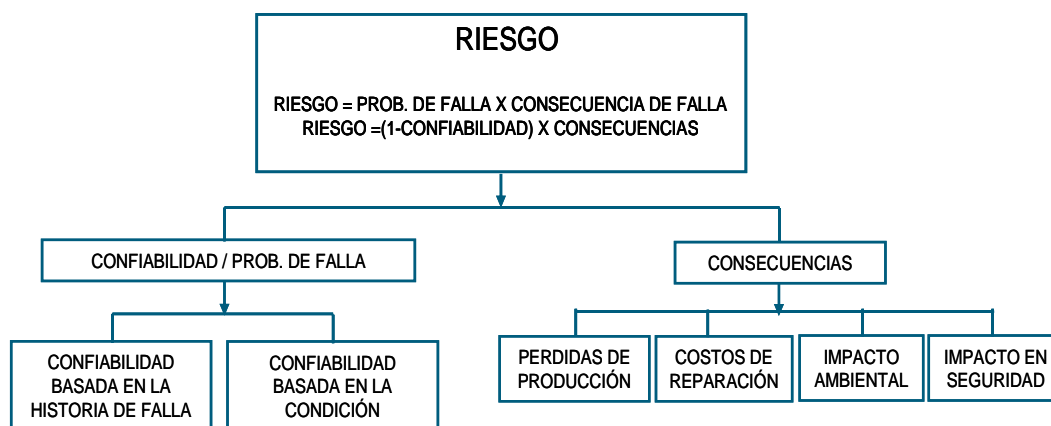 RIESGO
RIESGO = PROB. DE FALLA X CONSECUENCIA DE FALLA
RIESGO =(1-CONFIABILIDAD) X CONSECUENCIAS
CONFIABILIDAD / PROB. DE FALLA
CONSECUENCIAS
CONFIABILIDAD
BASADA EN LA
HISTORIA DE FALLA
CONFIABILIDAD
BASADA EN LA
CONDICIÓN
PERDIDAS DE
PRODUCCIÓN
COSTOS DE
REPARACIÓN
IMPACTO
AMBIENTAL
IMPACTO EN
SEGURIDAD